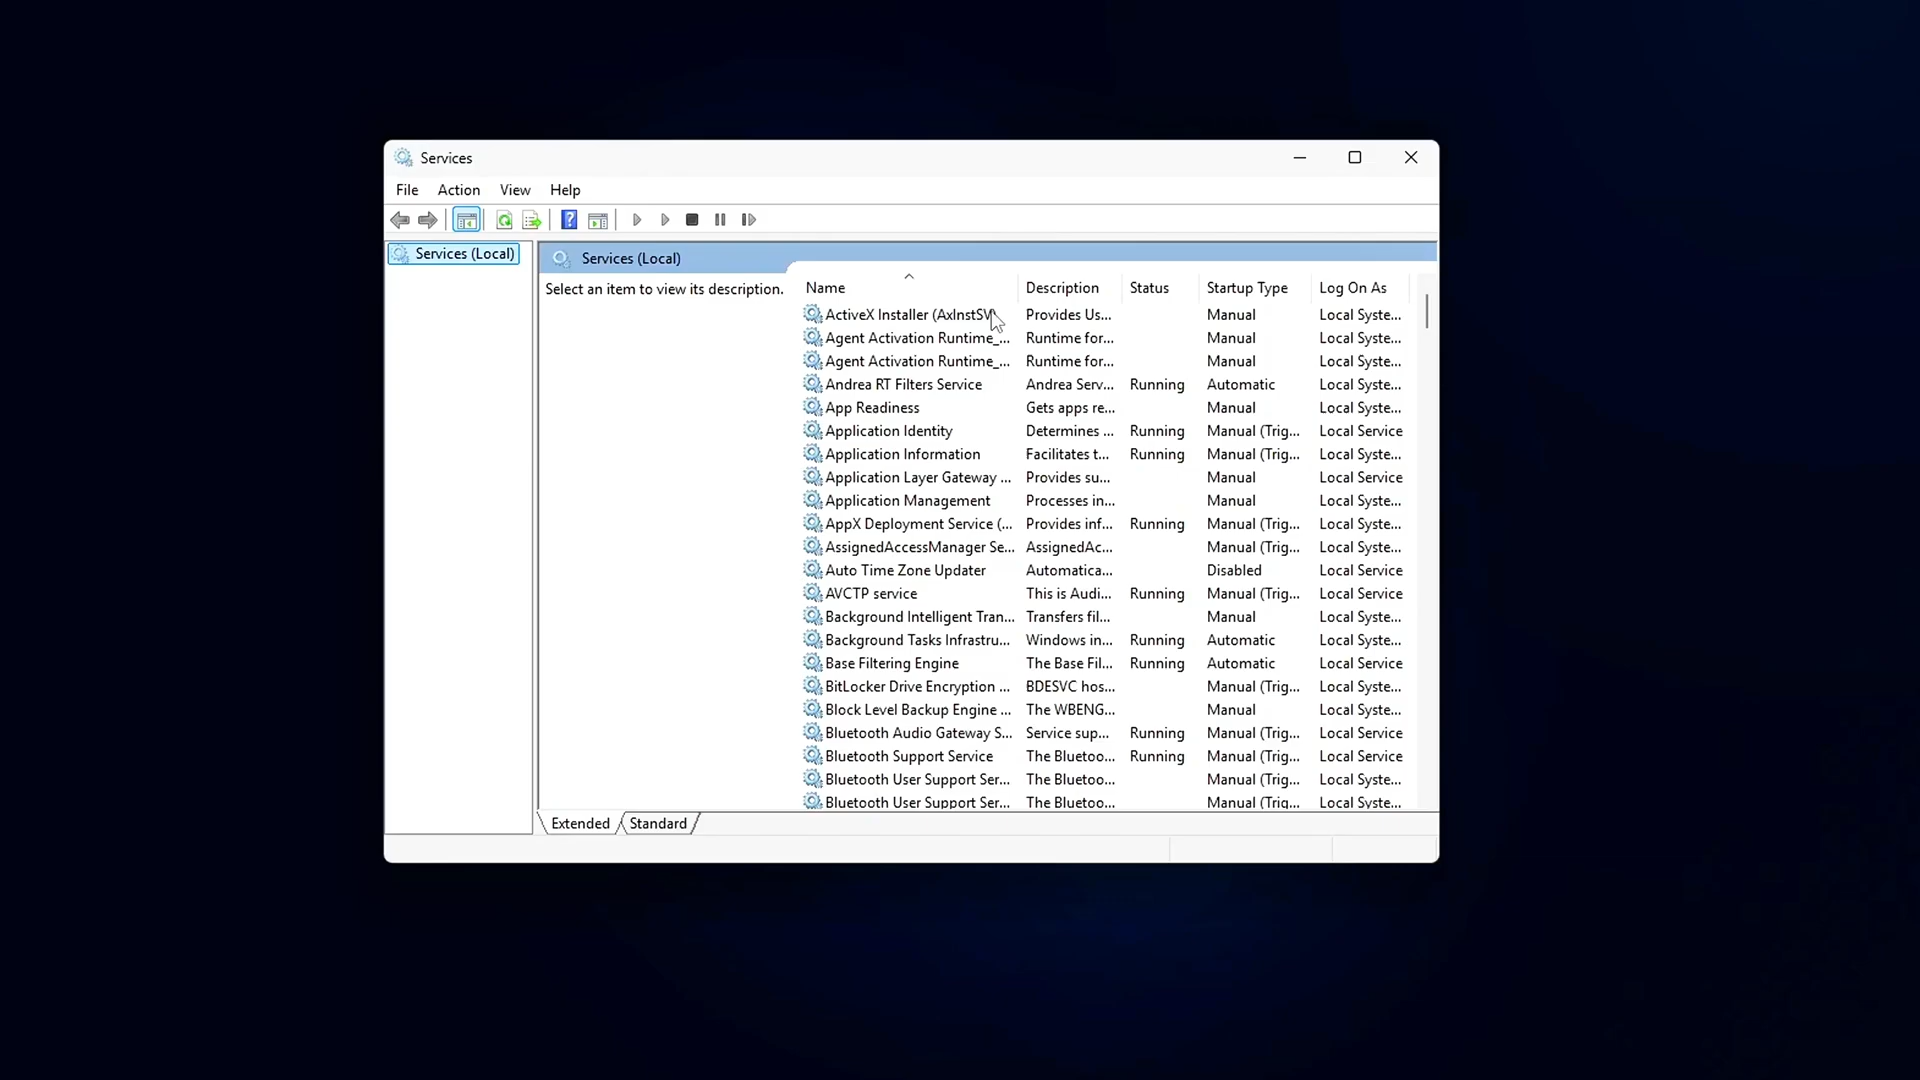 Services
File Action View Help
Services (Local)
Services (Local)
Select an item to view its description.
Name Description Status Startup Type Log On As
ActiveX Installer (AxInstSV) Provides Us... Manual Local Syste...
Agent Activation Runtime_... Runtime for... Manual Local Syste...
Agent Activation Runtime_... Runtime for... Manual Local Syste...
Andrea RT Filters Service Andrea Serv... Running Automatic Local Syste...
App Readiness Gets apps re... Manual Local Syste...
Application Identity Determines ... Running Manual (Trig... Local Service
Application Information Facilitates t... Running Manual (Trig... Local Syste...
Application Layer Gateway ... Provides su... Manual Local Service
Application Management Processes in... Manual Local Syste...
AppX Deployment Service (... Provides inf... Running Manual (Trig... Local Syste...
AssignedAccessManager Se... AssignedAc... Manual (Trig... Local Syste...
Auto Time Zone Updater Automatica... Disabled Local Service
AVCTP service This is Audi... Running Manual (Trig... Local Service
Background Intelligent Tran... Transfers fil... Manual Local Syste...
Background Tasks Infrastru... Windows in... Running Automatic Local Syste...
Base Filtering Engine The Base Fil... Running Automatic Local Service
BitLocker Drive Encryption ... BDESVC hos... Manual (Trig... Local Syste...
Block Level Backup Engine ... The WBENG... Manual Local Syste...
Bluetooth Audio Gateway S... Service sup... Running Manual (Trig... Local Service
Bluetooth Support Service The Bluetoo... Running Manual (Trig... Local Service
Bluetooth User Support Ser... The Bluetoo... Manual (Trig... Local Syste...
Bluetooth User Support Ser... The Bluetoo... Manual (Trig... Local Syste...
Extended Standard